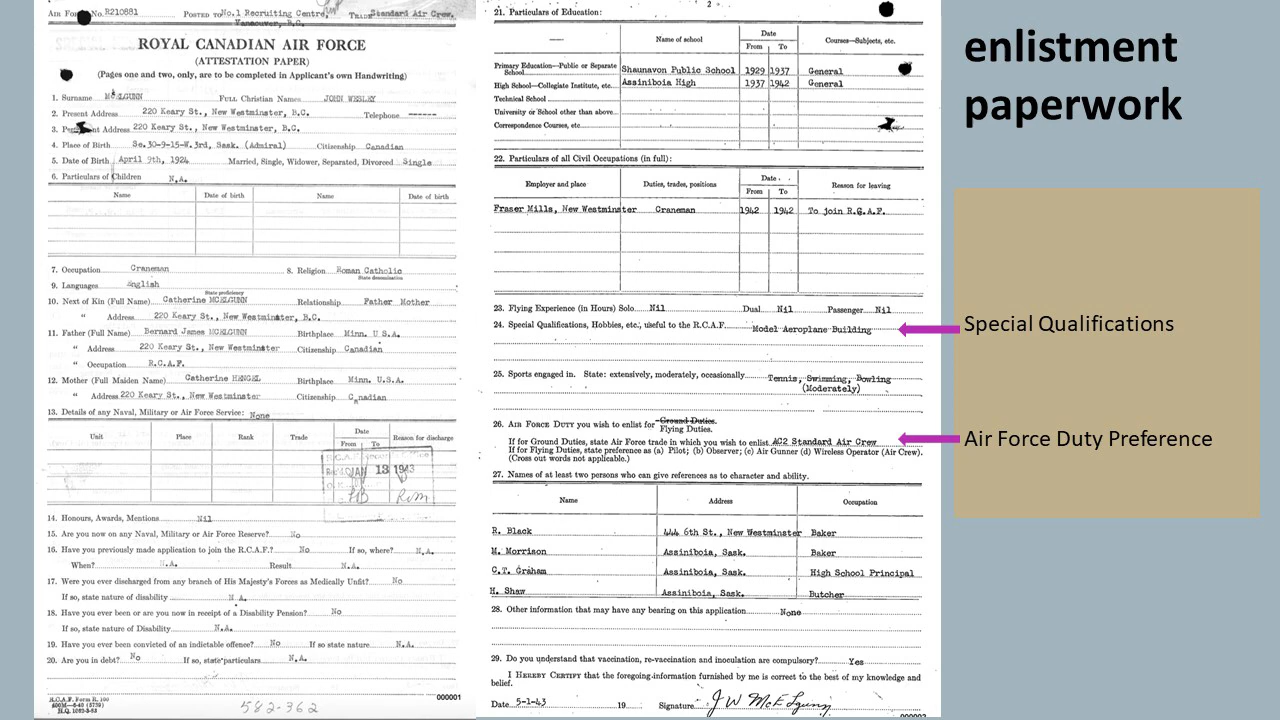 AIR FORCE No. R210881 POSTED TO No.1 Recruiting Centre, TRADE Standard Air Crew.
Vancouver, B.C.
ROYAL CANADIAN AIR FORCE
(ATTESTATION PAPER)
(Pages one and two, only, are to be completed in Applicant's own Handwriting)
1. Surname McELGUNN FULL Christian Names JOHN WESLEY
2. Present Address 220 Keary St., New Westminster, B.C. Telephone ------
3. Permanent Address 220 Keary St., New Westminster, B.C.
4. Place of Birth Se.30-9-15-W 3rd, Sask. (Admiral) Citizenship Canadian
5. Date of Birth April 9th, 1924 Married, Single, Widower, Separated, Divorced Single
6. Particulars of Children N.A.
Name Date of birth Name Date of birth
7. Occupation Craneman 8. Religion Roman Catholic
State denomination
9. Languages English
State proficiency
10. Next of Kin (Full Name) Catherine MCELGUNN Relationship Father Mother
" Address 220 Keary St., New Westminster, B.C.
11. Father (Full Name) Bernard James MCELGUNN Birthplace Minn. U.S.A.
" Address 220 Keary St., New Westminster Citizenship Canadian
" Occupation R.C.A.F.
12. Mother (Full Maiden Name) Catherine HENGEL Birthplace Minn. U.S.A.
" Address 220 Keary St., New Westminster Citizenship Canadian
13. Details of any Naval, Military or Air Force Service: None
Unit Place Rank Trade Date Reason for discharge
From To
JAN 13 1943
14. Honours, Awards, Mentions Nil
15. Are you now on any Naval, Military or Air Force Reserve? No
16. Have you previously made application to join the R.C.A.F.? No If so, where? N.A.
When? N.A. Result N.A.
17. Were you ever discharged from any branch of His Majesty's Forces as Medically Unfit? No
If so, state nature of disability N.A.
18. Have you ever been or are you now in receipt of a Disability Pension? No
If so, state nature of Disability N.A.
19. Have you ever been convicted of an indictable offence? No If so state nature N.A.
20. Are you in debt? No If so, state particulars N.A.
R.C.A.F. Form R. 100
000001
582-362
2
21. Particulars of Education:
Name of school Date Courses—Subjects, etc.
From To
Primary Education—Public or Separate School Shaunavon Public School 1929 1937 General
High School—Collegiate Institute, etc. Assiniboia High 1937 1942 General
Technical School
University or School other than above
Correspondence Courses, etc.
22. Particulars of all Civil Occupations (in full):
Employer and place Duties, trades, positions Date Reason for leaving
From To
Fraser Mills, New Westminster Craneman 1942 1942 To join R.C.A.F.
23. Flying Experience (in Hours) Solo Nil Dual Nil Passenger Nil
24. Special Qualifications, Hobbies, etc., useful to the R.C.A.F. Model Aeroplane Building
25. Sports engaged in. State: extensively, moderately, occasionally Tennis, Swimming, Bowling
(Moderately)
26. AIR FORCE DUTY you wish to enlist for Ground Duties.
Flying Duties.
If for Ground Duties, state Air Force trade in which you wish to enlist AC2 Standard Air Crew
If for Flying Duties, state preference as (a) Pilot; (b) Observer; (c) Air Gunner (d) Wireless Operator (Air Crew).
(Cross out words not applicable.)
27. Names of at least two persons who can give references as to character and ability.
Name Address Occupation
R. Black 444 6th St., New Westminster Baker
M. Morrison Assiniboia, Sask. Baker
C.T. Graham Assiniboia, Sask. High School Principal
H. Shaw Assiniboia, Sask. Butcher
28. Other information that may have any bearing on this application None
29. Do you understand that vaccination, re-vaccination and inoculation are compulsory? Yes
I HEREBY CERTIFY that the foregoing information furnished by me is correct to the best of my knowledge and
belief.
Date 5-1-43 19 Signature J W McElgunn
enlistment
paperwork
Special Qualifications
Air Force Duty Preference